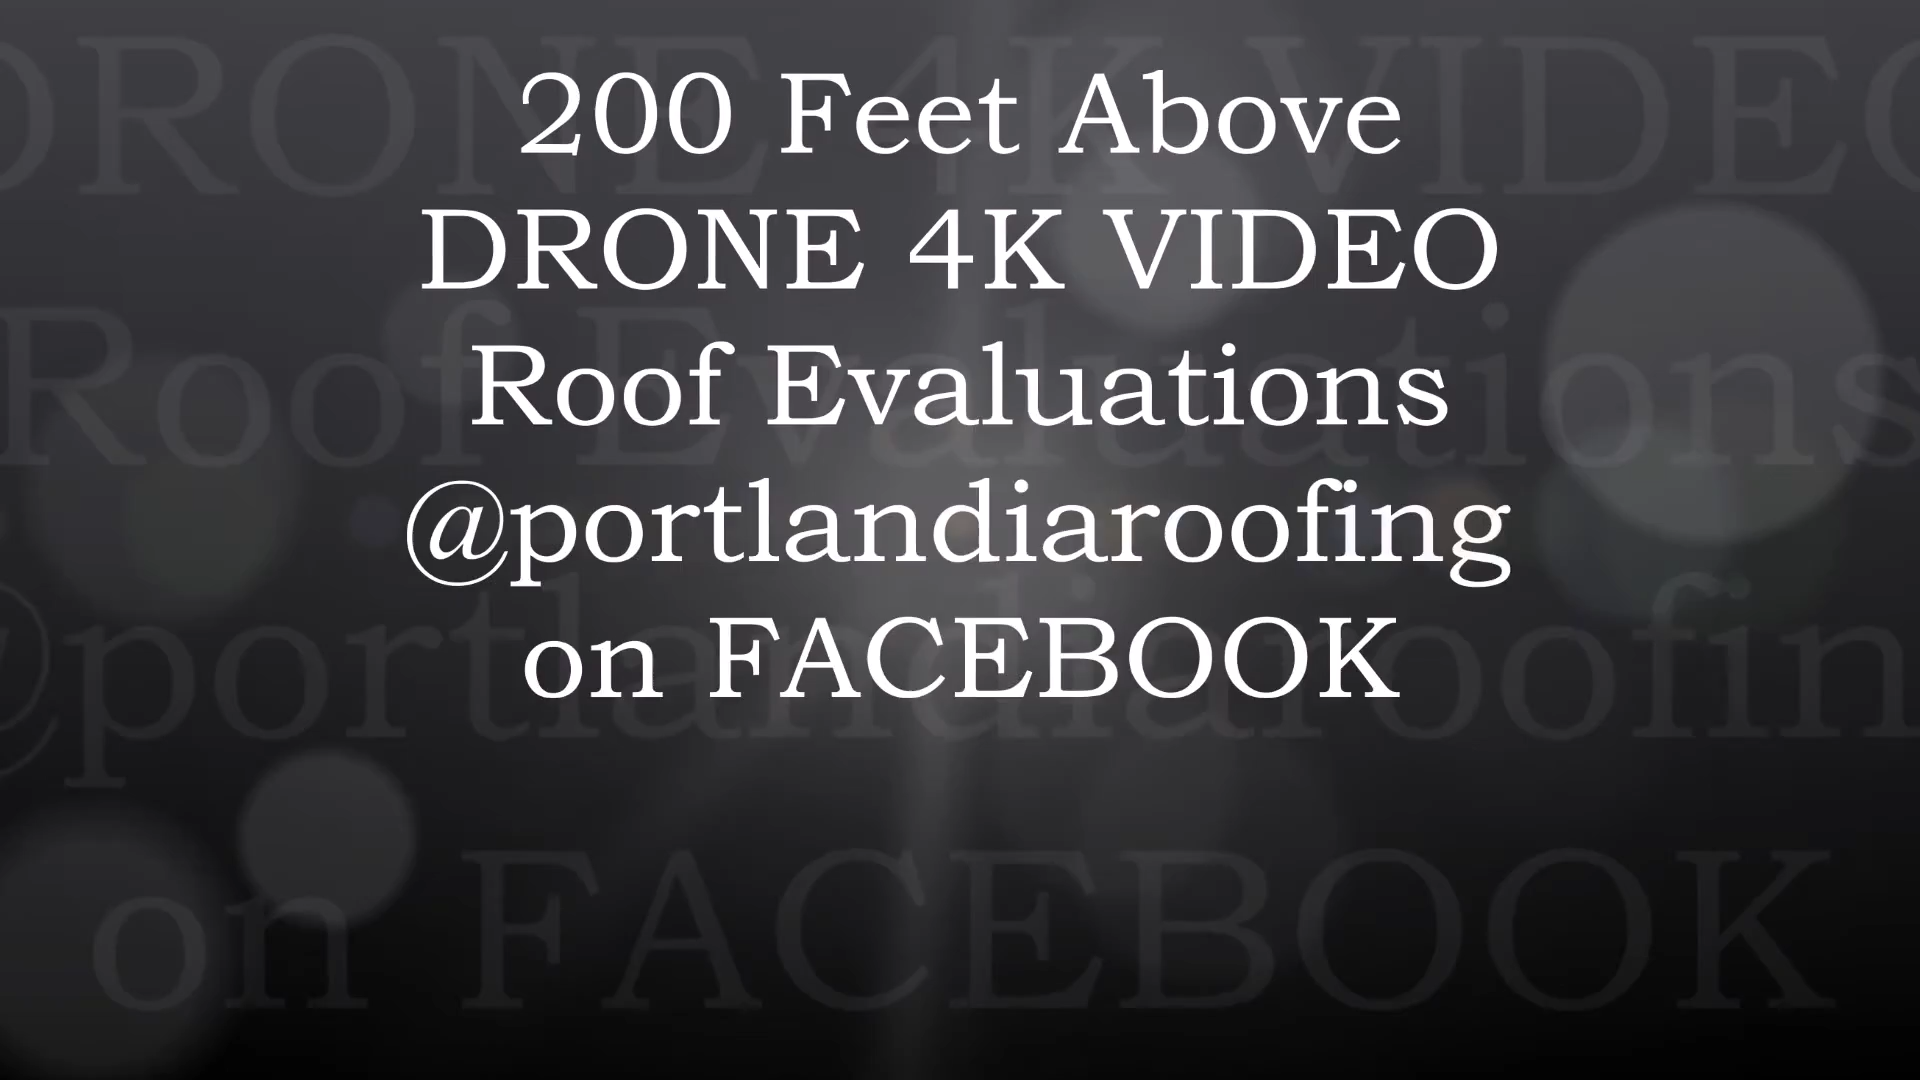 200 Feet Above
DRONE 4K VIDEO
Roof Evaluations
@portlandiaroofing
on FACEBOOK